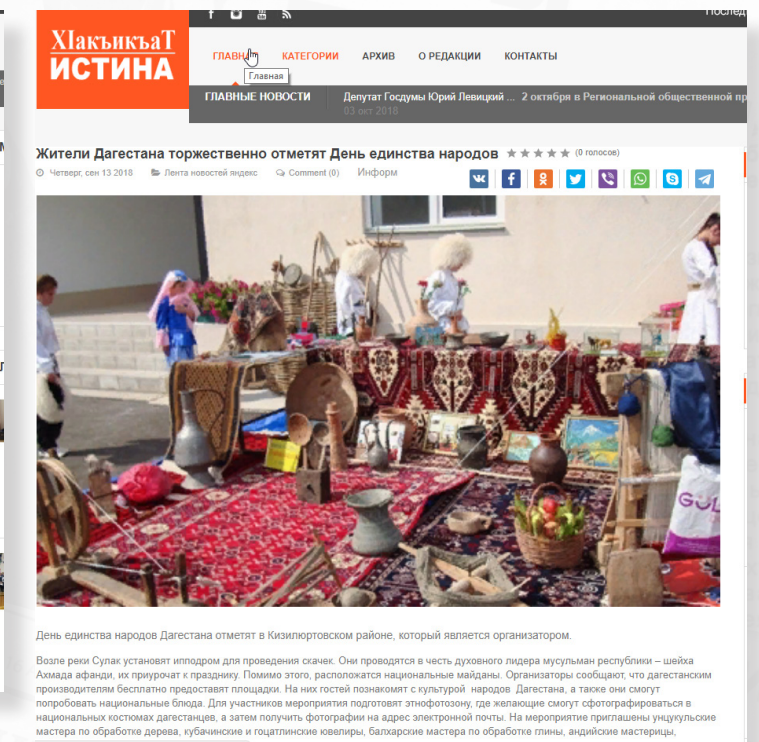 Послед
ХIакъикъаТ
ИСТИНА
ГЛАВНАЯ КАТЕГОРИИ АРХИВ О РЕДАКЦИИ КОНТАКТЫ
Главная
ГЛАВНЫЕ НОВОСТИ Депутат Госдумы Юрий Левицкий ... 2 октября в Региональной общественной пр
03 окт 2018
Жители Дагестана торжественно отметят День единства народов (0 голосов)
Четверг, сен 13 2018 Лента новостей яндекс Comment (0) Информ
GÜL
День единства народов Дагестана отметят в Кизилюртовском районе, который является организатором.
Возле реки Сулак установят ипподром для проведения скачек. Они проводятся в честь духовного лидера мусульман республики – шейха
Ахмада афанди, их приурочат к празднику. Помимо этого, расположатся национальные майданы. Организаторы сообщают, что дагестанским
производителям бесплатно предоставят площадки. На них гостей познакомят с культурой народов Дагестана, а также они смогут
попробовать национальные блюда. Для участников мероприятия подготовят этнофотозону, где желающие смогут сфотографироваться в
национальных костюмах дагестанцев, а затем получить фотографии на адрес электронной почты. На мероприятие приглашены унцукульские
мастера по обработке дерева, кубачинские и гоцатлинские ювелиры, балхарские мастера по обработке глины, андийские мастерицы,